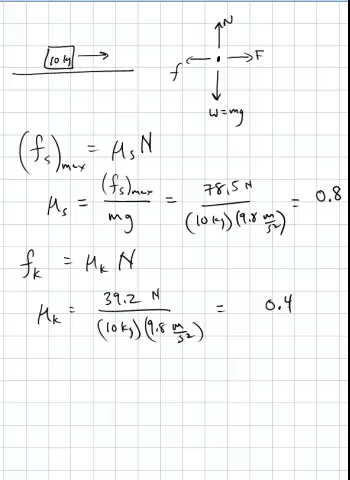 10 kg
N
f F
W=mg
(fs)max = μs N
μs = (fs)max / mg = 78,5 N / (10 kg)(9.8 m/s²) = 0.8
fk = μk N
μk = 39.2 N / (10 kg)(9.8 m/s²) = 0.4